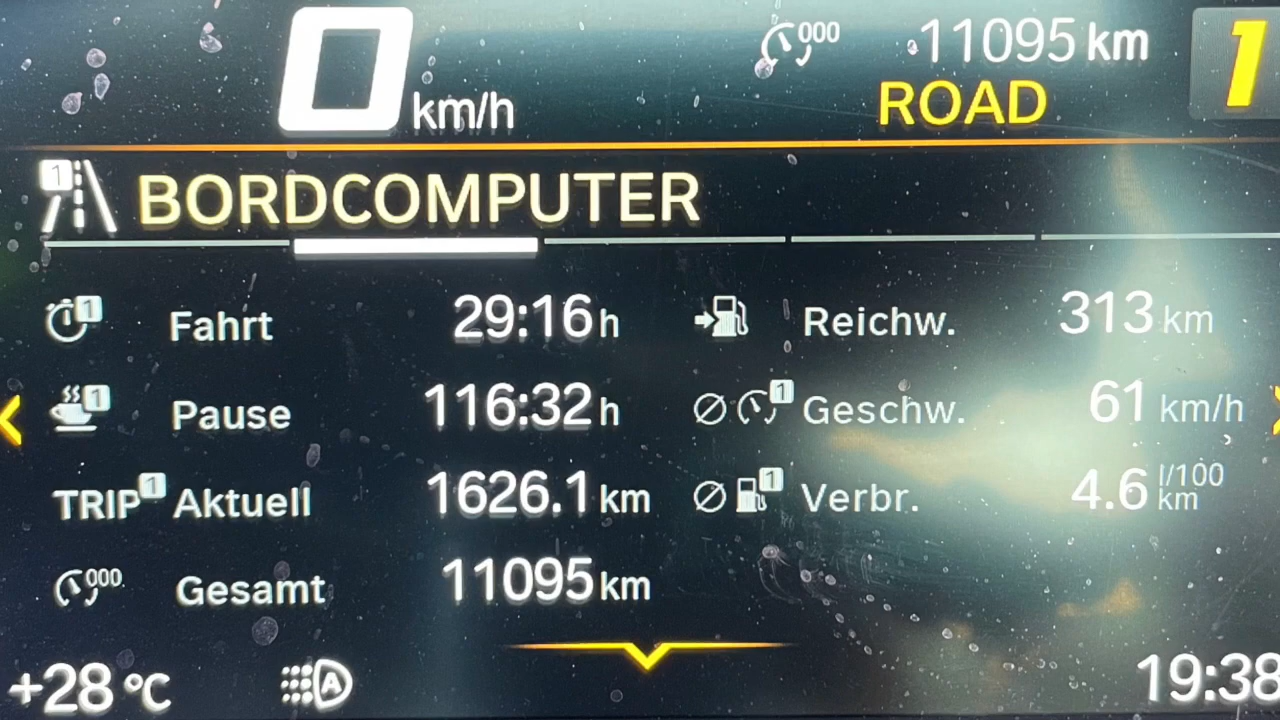 0 km/h 000 11095 km 1
ROAD
1 BORDCOMPUTER
1 Fahrt 29:16 h Reichw. 313 km
1 Pause 116:32 h Ø 1 Geschw. 61 km/h
TRIP 1 Aktuell 1626.1 km Ø 1 Verbr. 4.6 l/100 km
000 Gesamt 11095 km
+28 °C A 19:38